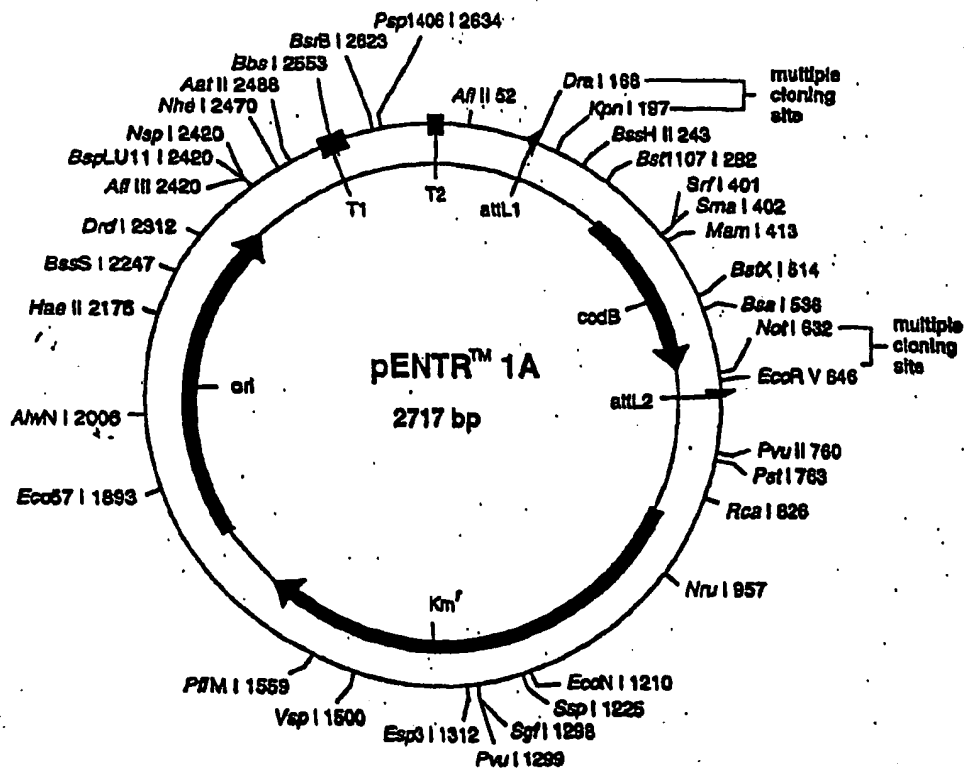 Psp1406 I 2634
BsrB I 2623
Bbs I 2553
Aat II 2488
Nhe I 2470
Nsp I 2420
BspLU11 I 2420
Afl III 2420
Drd I 2312
BssS I 2247
Hae II 2175
AlwN I 2006
Eco57 I 1893
PflM I 1559
Vsp I 1500
Esp3 I 1312
Pvu I 1299
Sgf I 1298
Ssp I 1225
EcoN I 1210
Nru I 957
Rca I 826
Pst I 763
Pvu II 760
EcoR V 646
Not I 632
multiple
cloning
site
Bsa I 536
BstX I 514
Mam I 413
Sma I 402
Srf I 401
Bst1107 I 282
BssH II 243
Kpn I 197
Dra I 168
multiple
cloning
site
Afl II 52
T1
T2
attL1
ccdB
attL2
Kmr
ori
pENTR™ 1A
2717 bp